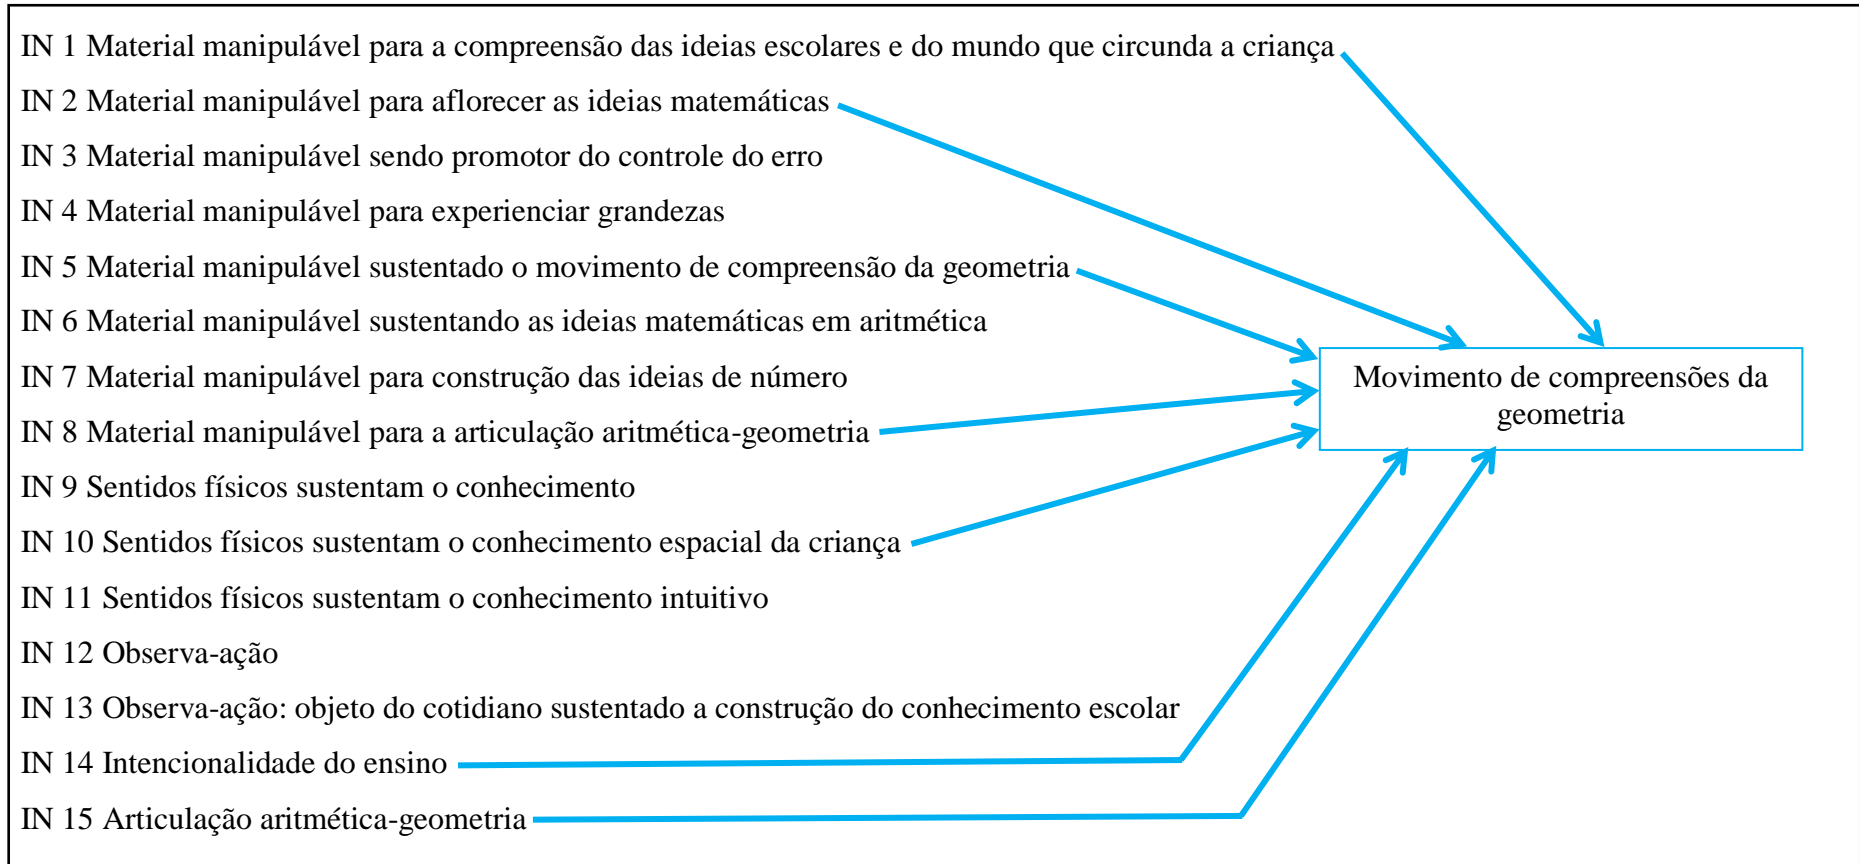 IN 1 Material manipulável para a compreensão das ideias escolares e do mundo que circunda a criança
IN 2 Material manipulável para aflorecer as ideias matemáticas
IN 3 Material manipulável sendo promotor do controle do erro
IN 4 Material manipulável para experienciar grandezas
IN 5 Material manipulável sustentado o movimento de compreensão da geometria
IN 6 Material manipulável sustentando as ideias matemáticas em aritmética
IN 7 Material manipulável para construção das ideias de número
IN 8 Material manipulável para a articulação aritmética-geometria
IN 9 Sentidos físicos sustentam o conhecimento
IN 10 Sentidos físicos sustentam o conhecimento espacial da criança
IN 11 Sentidos físicos sustentam o conhecimento intuitivo
IN 12 Observa-ação
IN 13 Observa-ação: objeto do cotidiano sustentado a construção do conhecimento escolar
IN 14 Intencionalidade do ensino
IN 15 Articulação aritmética-geometria
Movimento de compreensões da
geometria